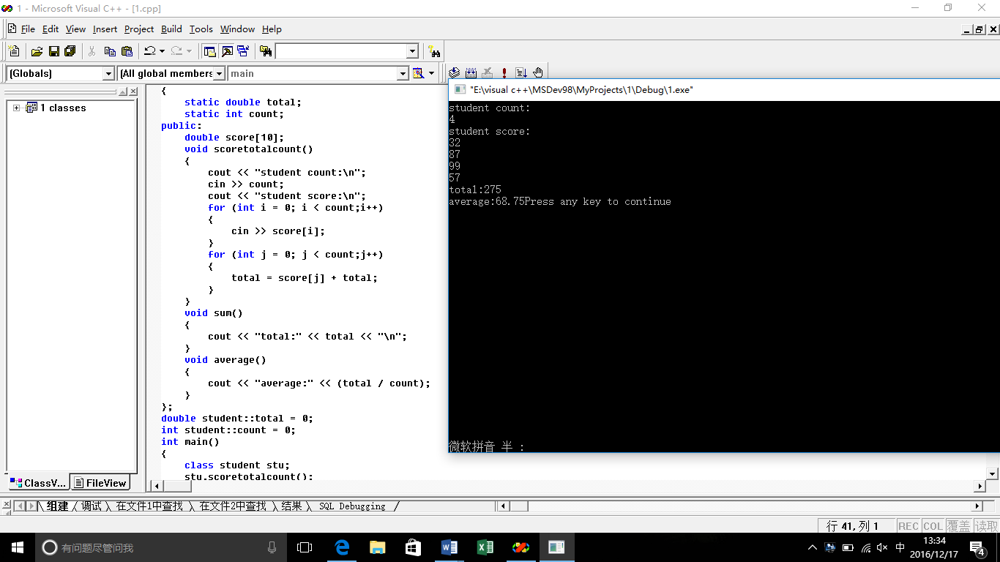 1 - Microsoft Visual C++ - [1.cpp]
File Edit View Insert Project Build Tools Window Help
(Globals) (All global members main
"E:\visual c++\MSDev98\MyProjects\1\Debug\1.exe"
1 classes
{
static double total;
static int count;
public:
double score[10];
void scoretotalcount()
{
cout << "student count:\n";
cin >> count;
cout << "student score:\n";
for (int i = 0; i < count;i++)
{
cin >> score[i];
}
for (int j = 0; j < count;j++)
{
total = score[j] + total;
}
}
void sum()
{
cout << "total:" << total << "\n";
}
void average()
{
cout << "average:" << (total / count);
}
};
double student::total = 0;
int student::count = 0;
int main()
{
class student stu;
stu.scoretotalcount();
student count:
4
student score:
32
87
99
57
total:275
average:68.75Press any key to continue
微软拼音 半 :
ClassV... FileView
组建 调试 在文件1中查找 在文件2中查找 结果 SQL Debugging
行 41, 列 1 REC COL 覆盖 读取
有问题尽管问我
中
13:34
2016/12/17
4